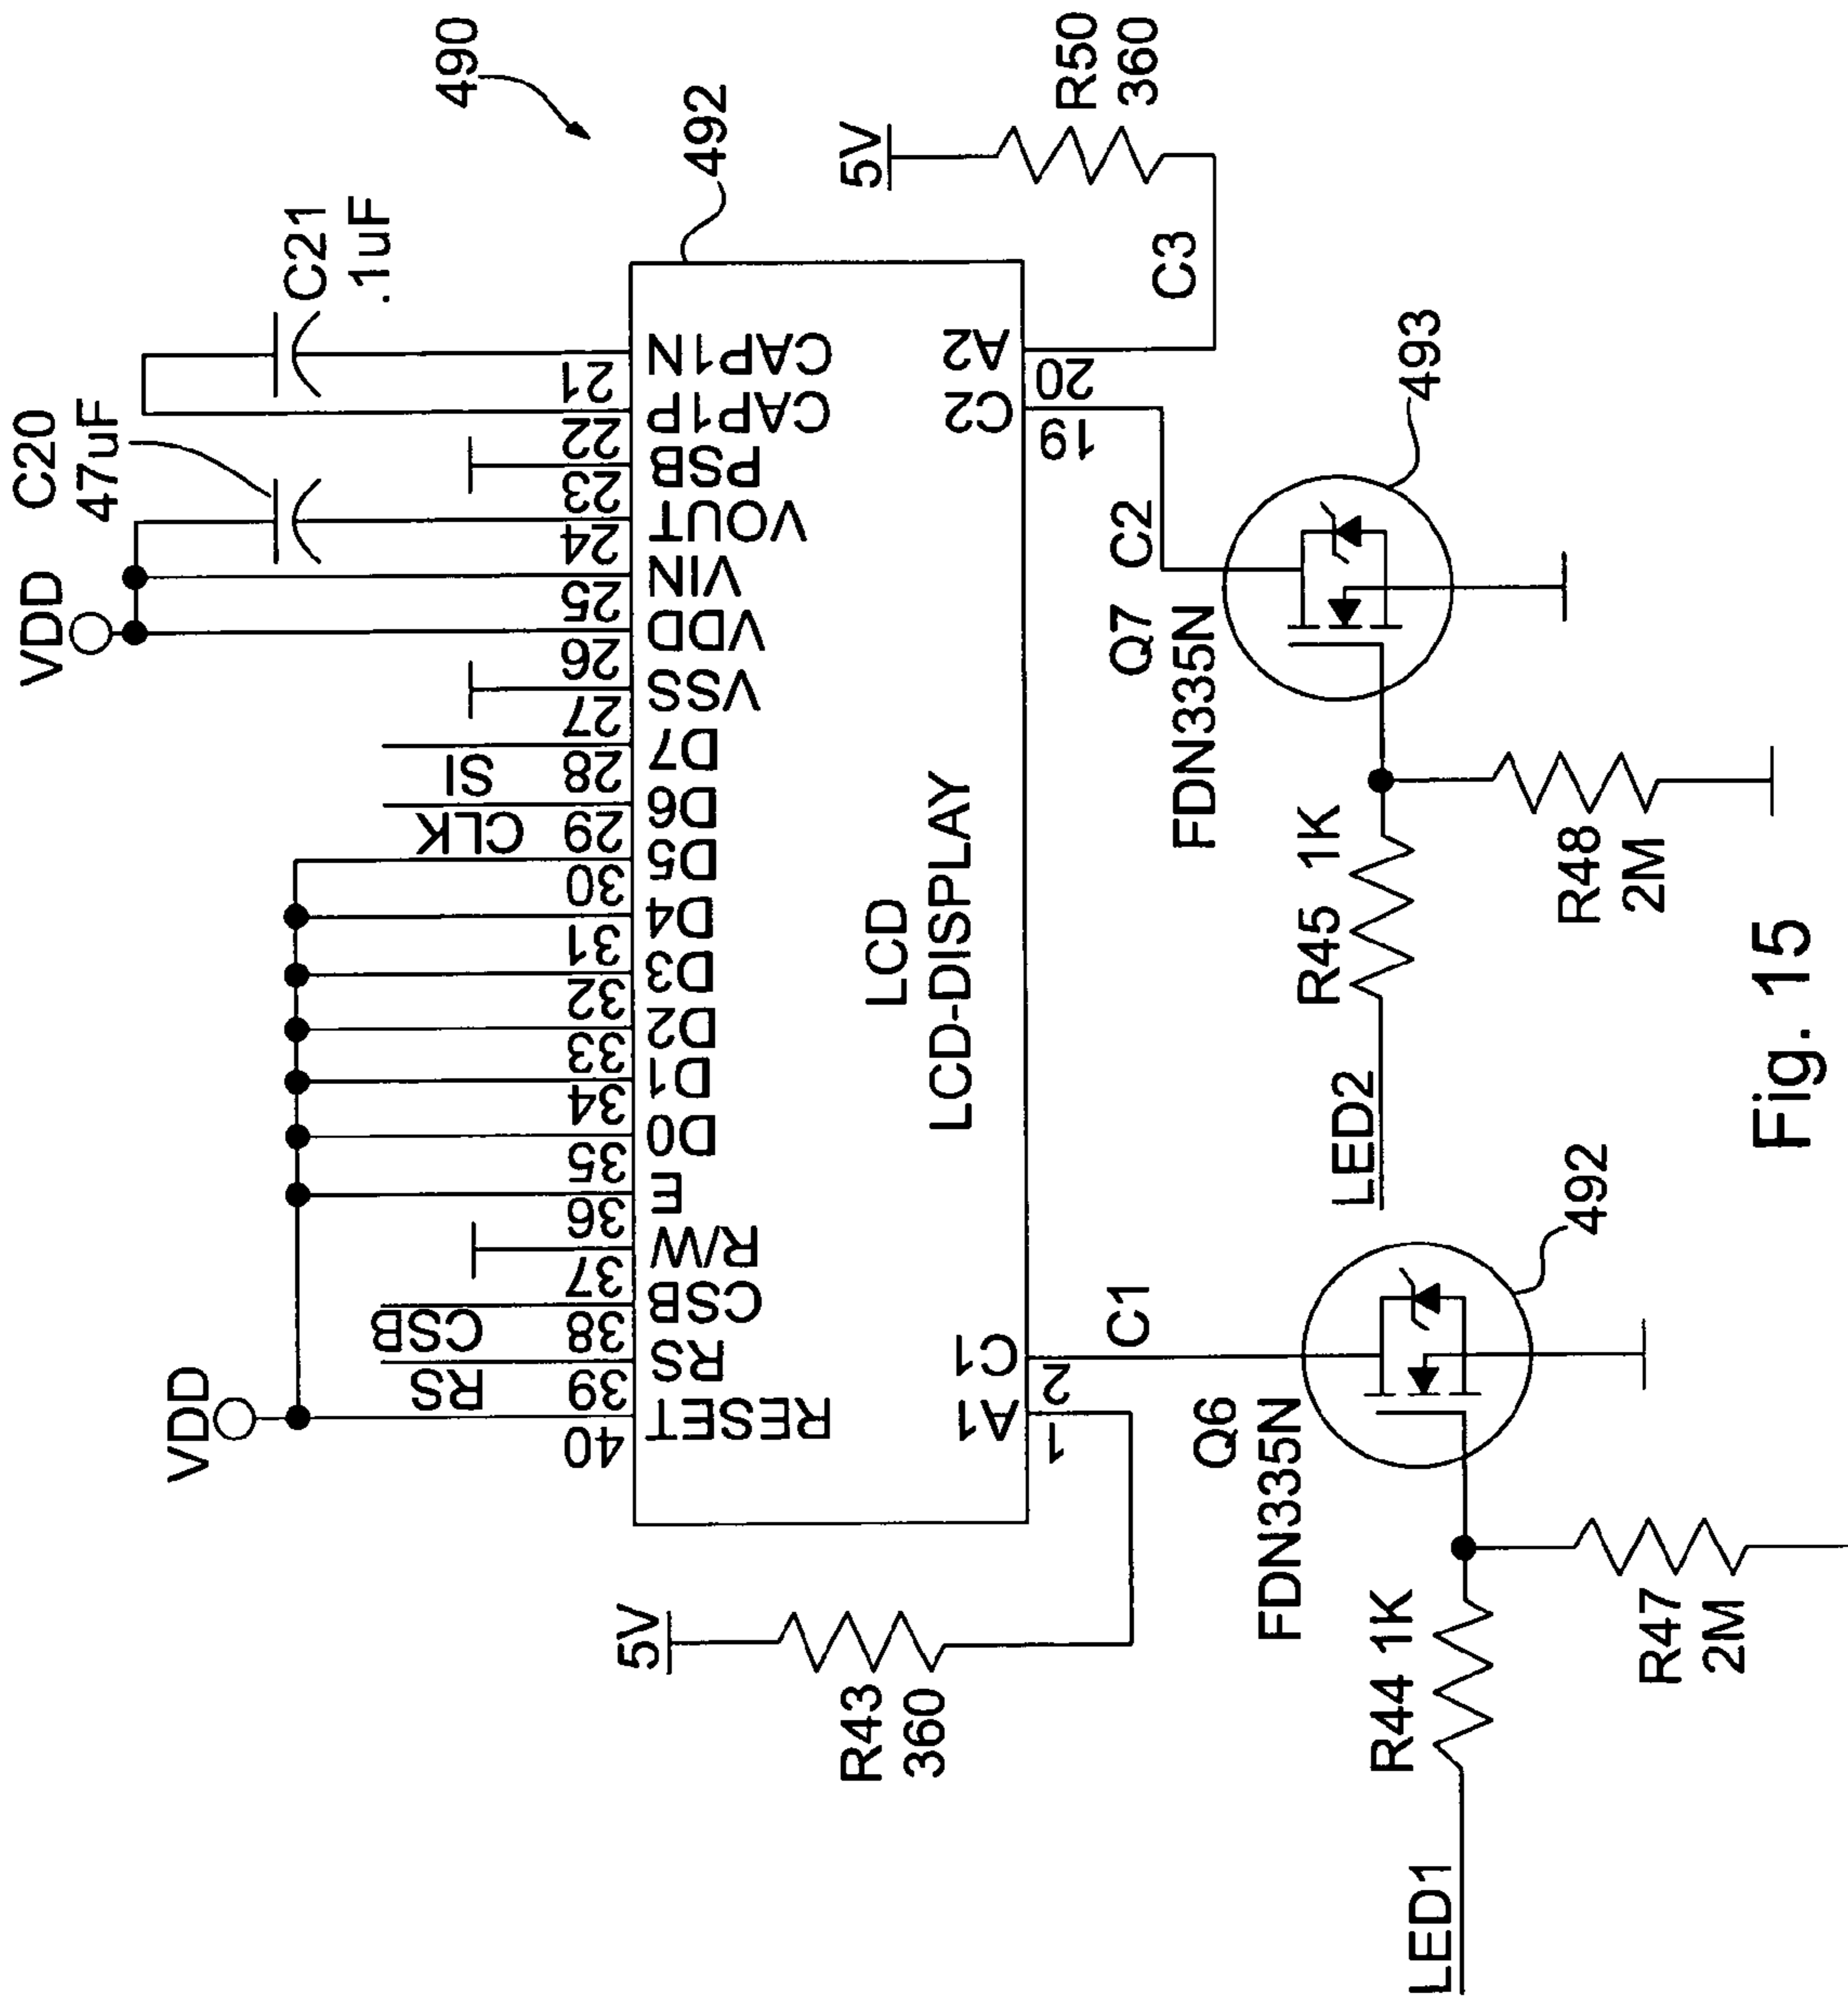 490
492
VDD
C20
47uF
C21
.1uF
VDD
RS
CSB
CLK
SI
40
39
38
37
36
35
34
33
32
31
30
29
28
27
26
25
24
23
22
21
RESET
RS
CSB
R/W
E
D0
D1
D2
D3
D4
D5
D6
D7
VSS
VDD
VIN
VOUT
PSB
CAP1P
CAP1N
LCD
LCD-DISPLAY
A1
C1
C2
A2
1
2
19
20
5V
R43
360
C1
C2
C3
5V
R50
360
Q6
FDN335N
Q7
FDN335N
493
LED1
R44 1K
R47
2M
492
LED2
R45 1K
R48
2M
Fig. 15